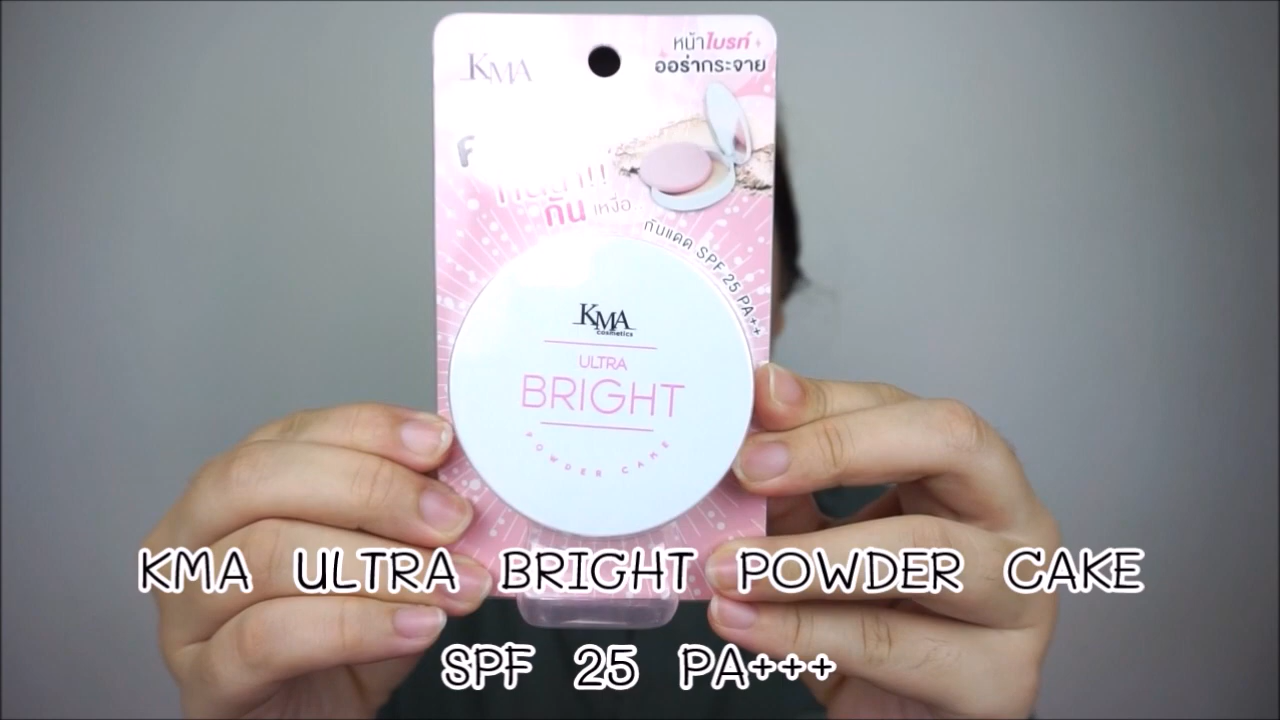 KMA
หน้าไบรท์
ออร่ากระจาย
กัน เหงื่อ
กันแดด SPF 25 PA++
KMA
cosmetics
ULTRA
BRIGHT
POWDER CAKE
KMA ULTRA BRIGHT POWDER CAKE
SPF 25 PA+++